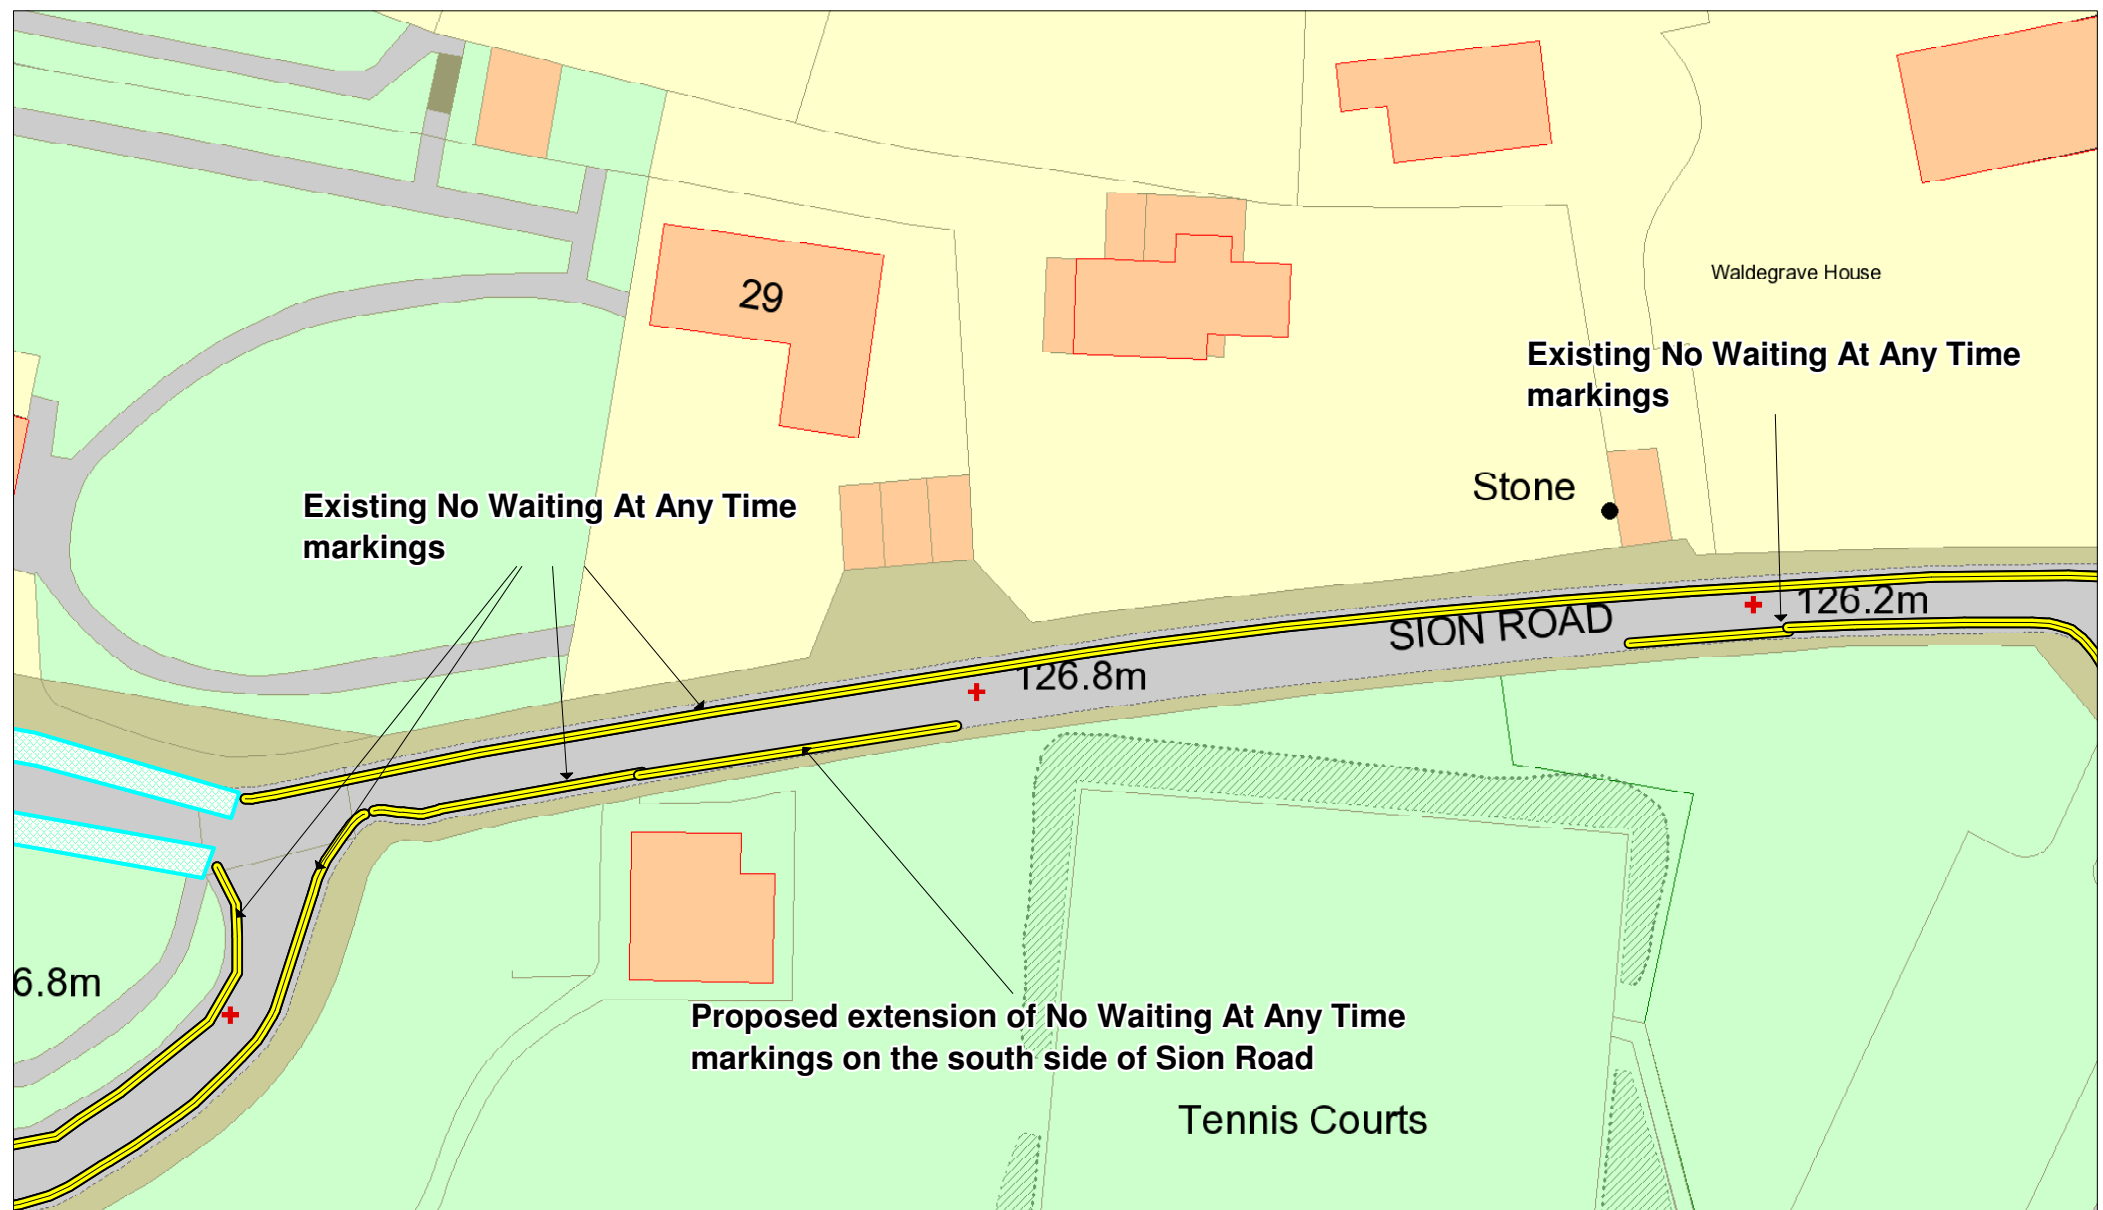 29
Waldegrave House
Existing No Waiting At Any Time
markings
Stone
Existing No Waiting At Any Time
markings
126.2m
SION ROAD
126.8m
6.8m
Proposed extension of No Waiting At Any Time
markings on the south side of Sion Road
Tennis Courts